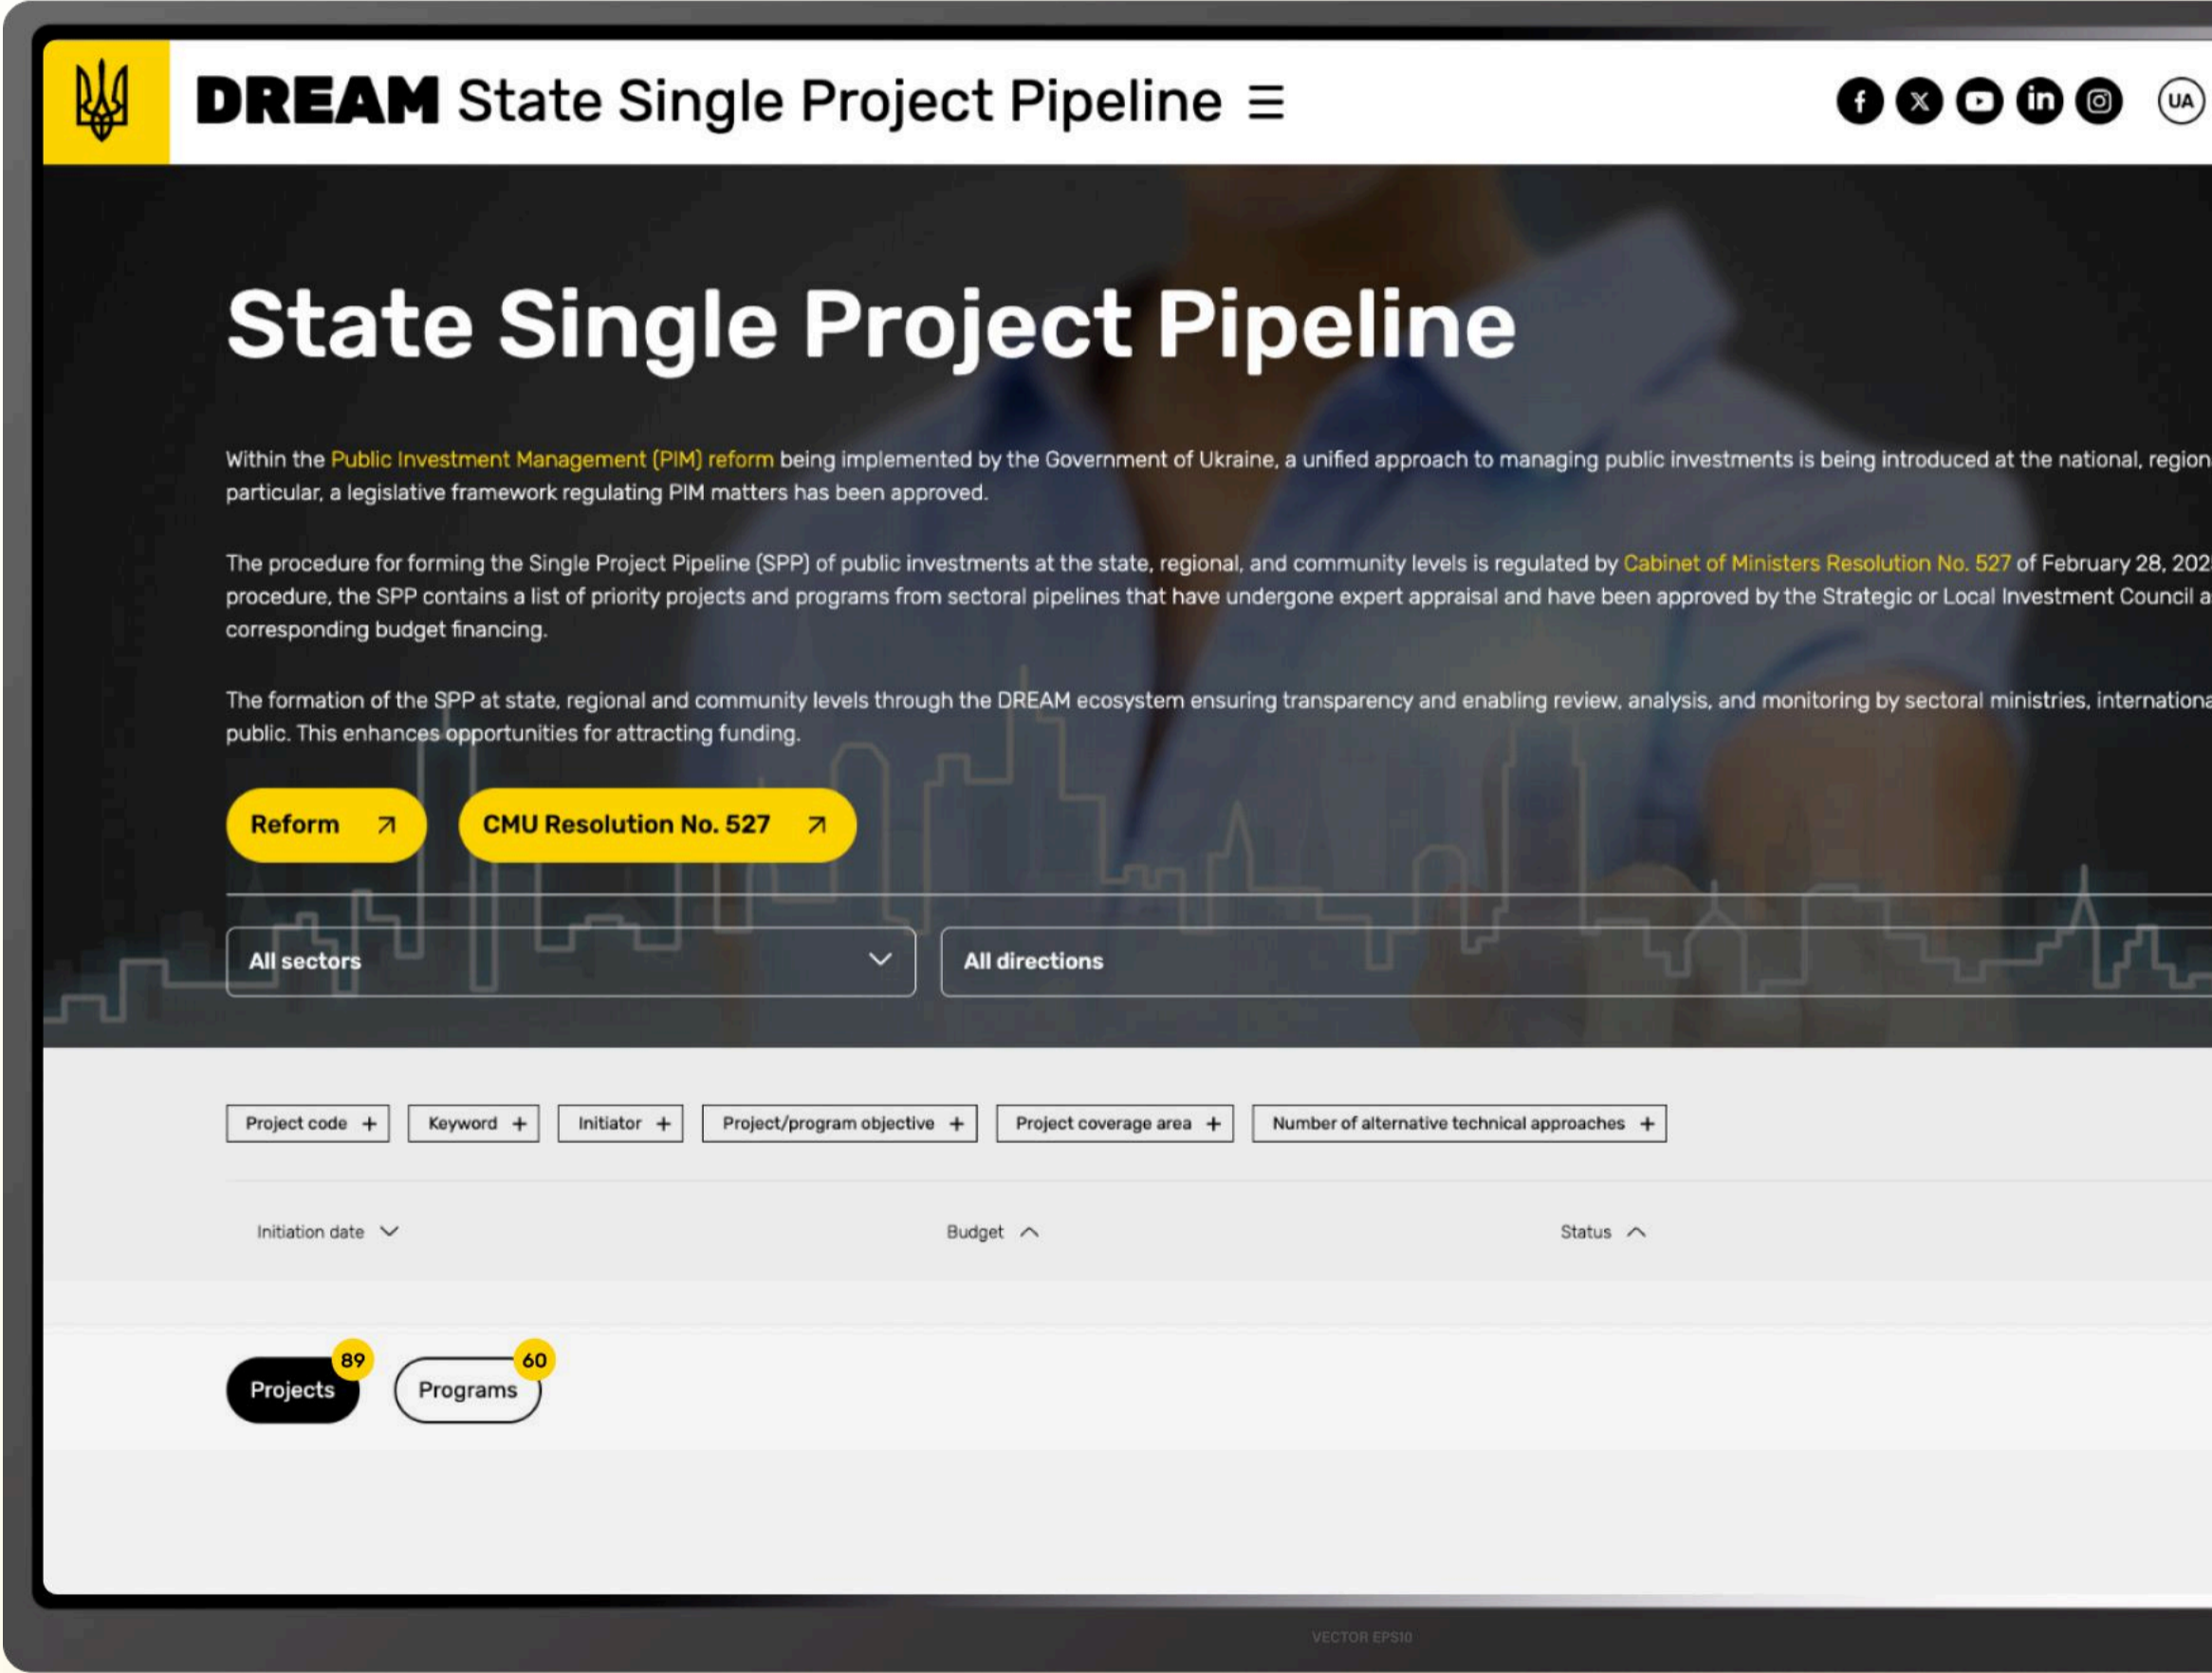 DREAM State Single Project Pipeline
UA
State Single Project Pipeline
Within the Public Investment Management (PIM) reform being implemented by the Government of Ukraine, a unified approach to managing public investments is being introduced at the national,
particular, a legislative framework regulating PIM matters has been approved.
The procedure for forming the Single Project Pipeline (SPP) of public investments at the state, regional, and community levels is regulated by Cabinet of Ministers Resolution No. 527 of February 28,
procedure, the SPP contains a list of priority projects and programs from sectoral pipelines that have undergone expert appraisal and have been approved by the Strategic or Local Investment Council
corresponding budget financing.
The formation of the SPP at state, regional and community levels through the DREAM ecosystem ensuring transparency and enabling review, analysis, and monitoring by sectoral ministries,
public. This enhances opportunities for attracting funding.
Reform
CMU Resolution No. 527
All sectors
All directions
Project code +
Keyword +
Initiator +
Project/program objective +
Project coverage area +
Number of alternative technical approaches +
Initiation date
Budget
Status
Projects
89
Programs
60
VECTOR EPS10